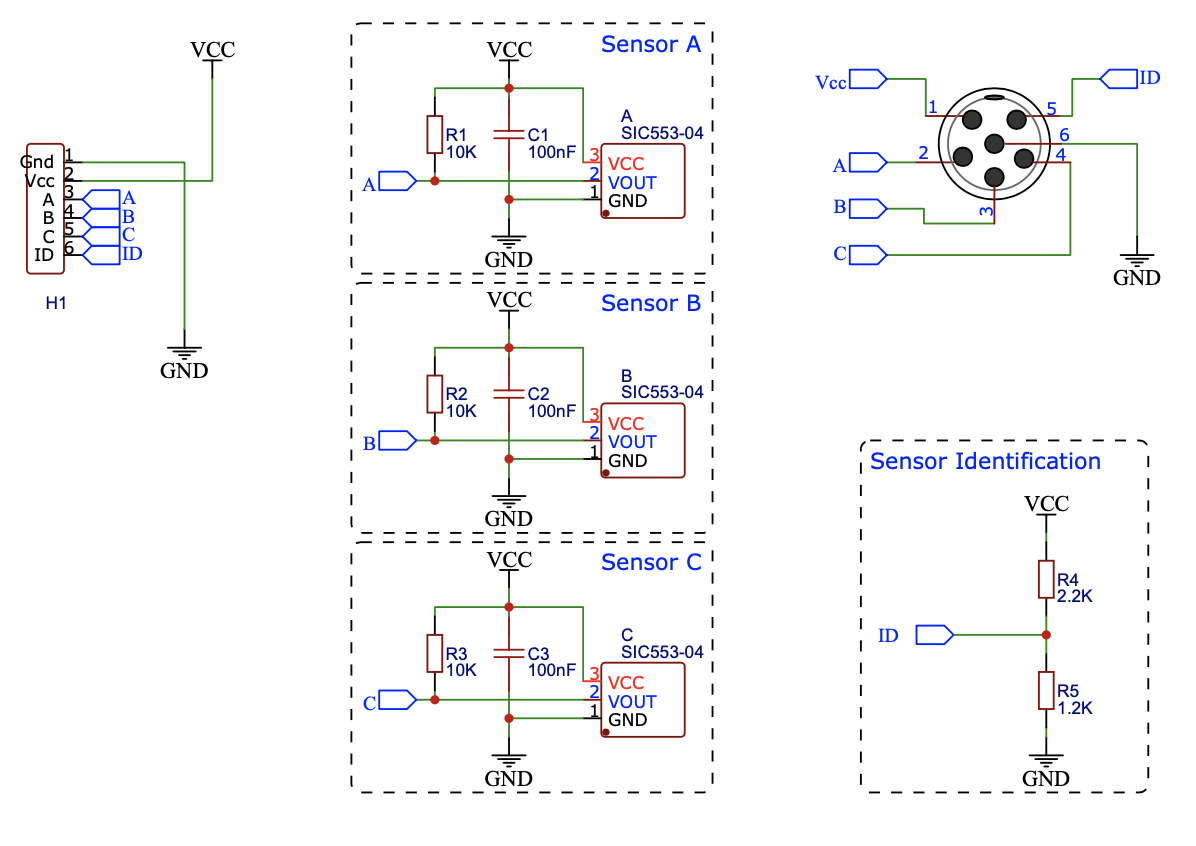 VCC
Gnd 1
Vcc 2
A 3 A
B 4 B
C 5 C
ID 6 ID
H1
GND
Sensor A
VCC
R1
10K
C1
100nF
A
SIC553-04
3 VCC
2 VOUT
1 GND
A
GND
Sensor B
VCC
R2
10K
C2
100nF
B
SIC553-04
3 VCC
2 VOUT
1 GND
B
GND
Sensor C
VCC
R3
10K
C3
100nF
C
SIC553-04
3 VCC
2 VOUT
1 GND
C
GND
Vcc
ID
1
5
6
A
2
4
B
3
C
GND
Sensor Identification
VCC
R4
2.2K
ID
R5
1.2K
GND